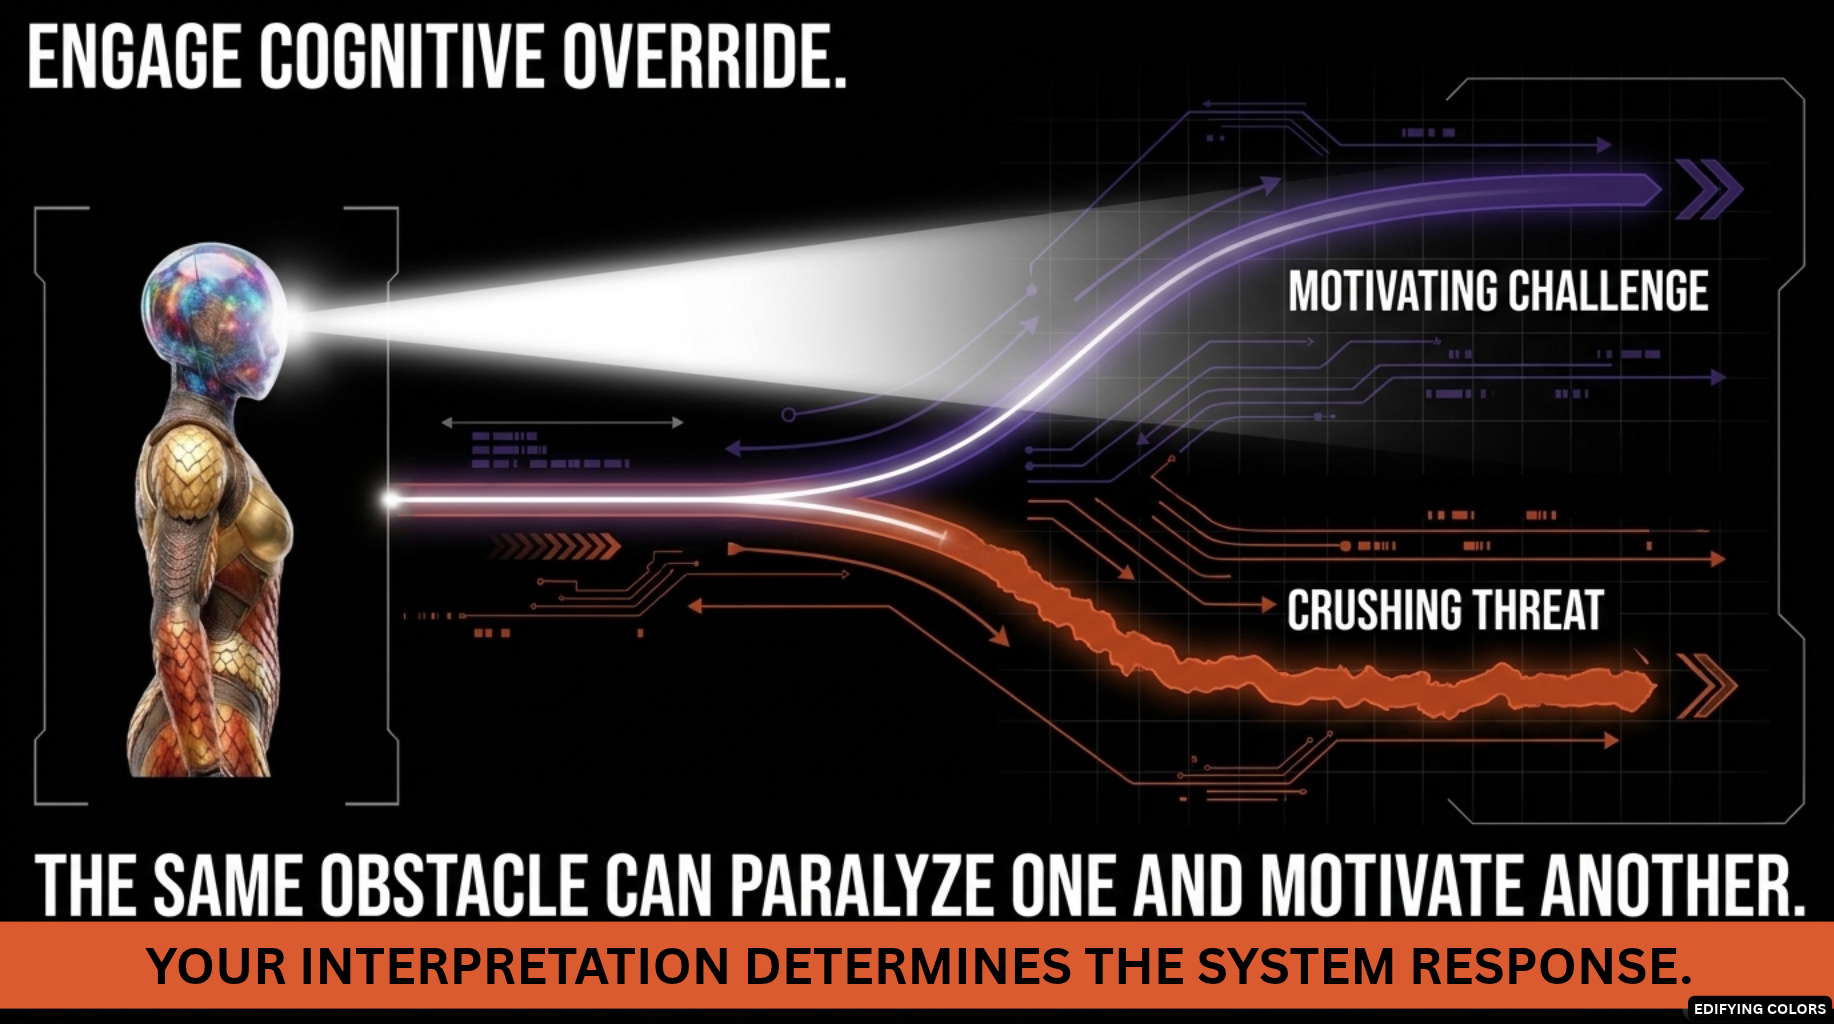 ENGAGE COGNITIVE OVERRIDE.
MOTIVATING CHALLENGE
CRUSHING THREAT
THE SAME OBSTACLE CAN PARALYZE ONE AND MOTIVATE ANOTHER.
YOUR INTERPRETATION DETERMINES THE SYSTEM RESPONSE.
EDIFYING COLORS